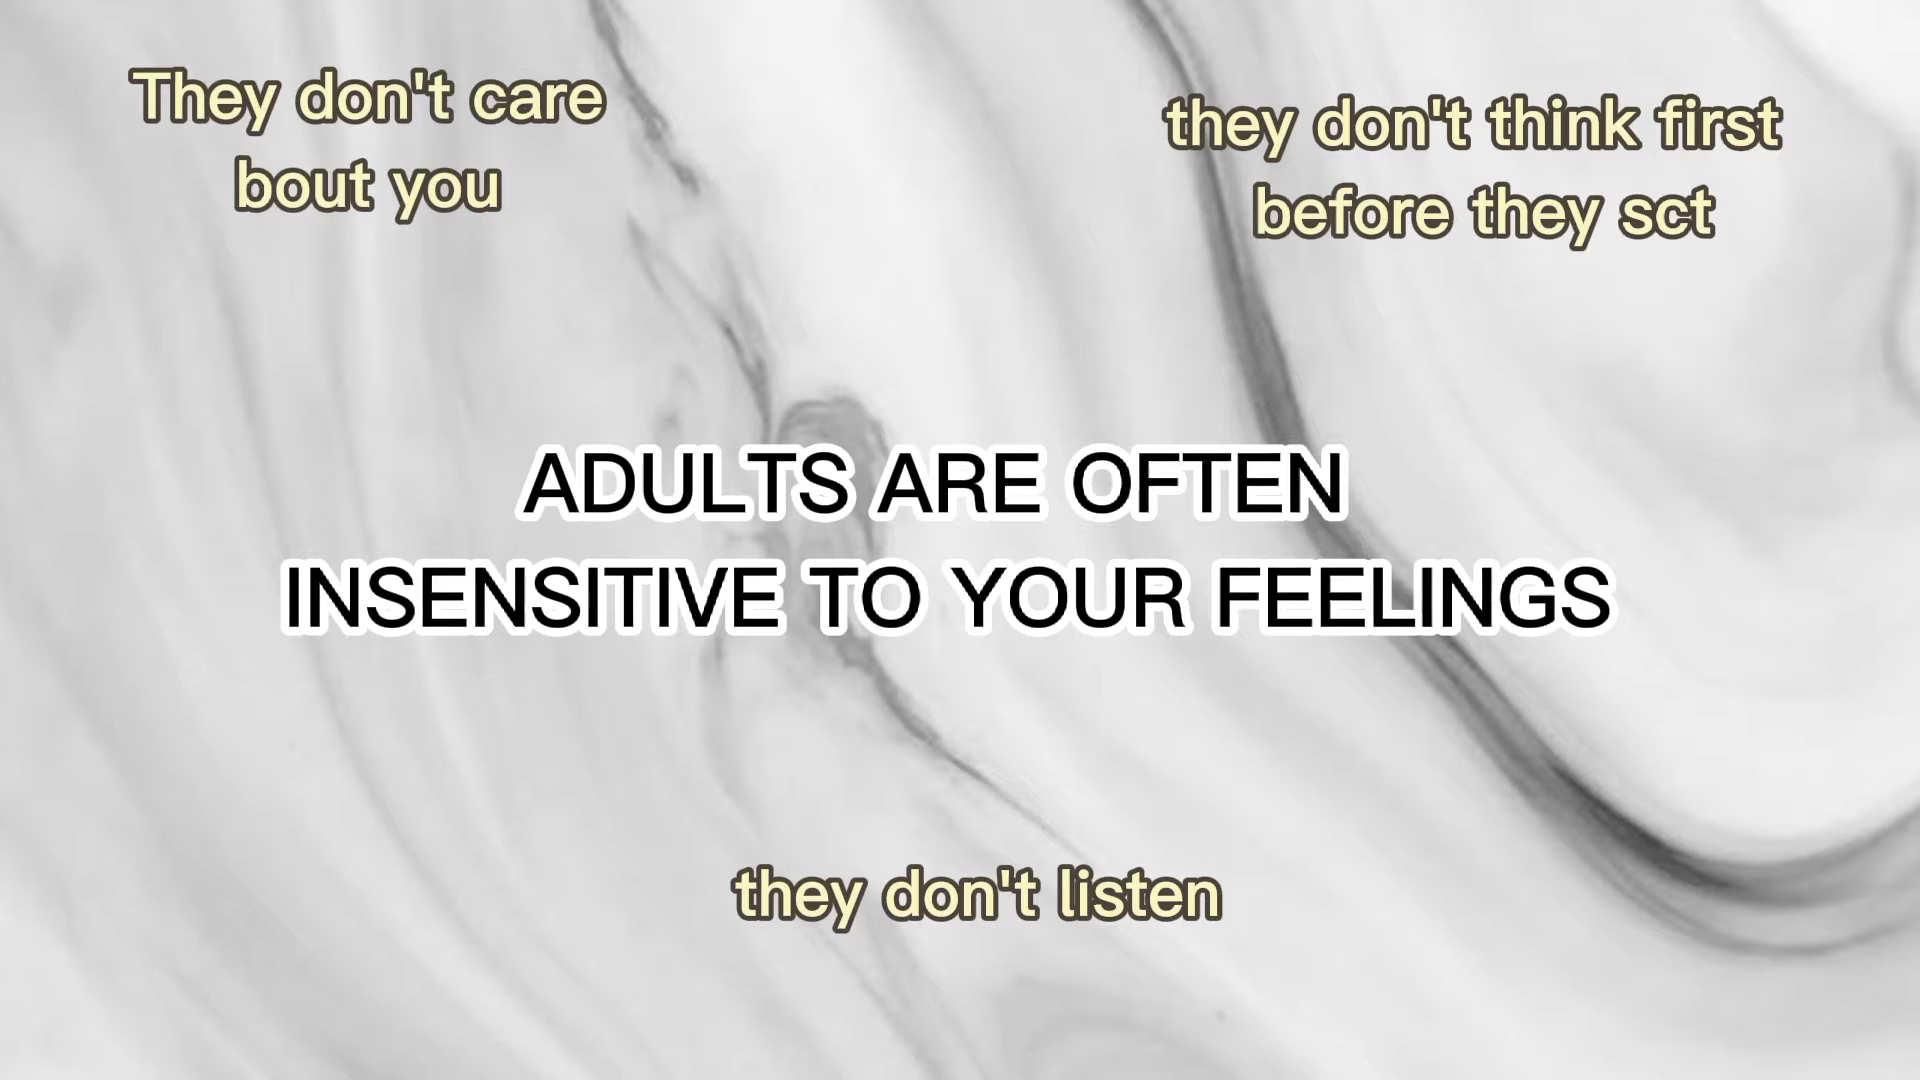 They don't care
bout you
they don't think first
before they sct
ADULTS ARE OFTEN
INSENSITIVE TO YOUR FEELINGS
they don't listen